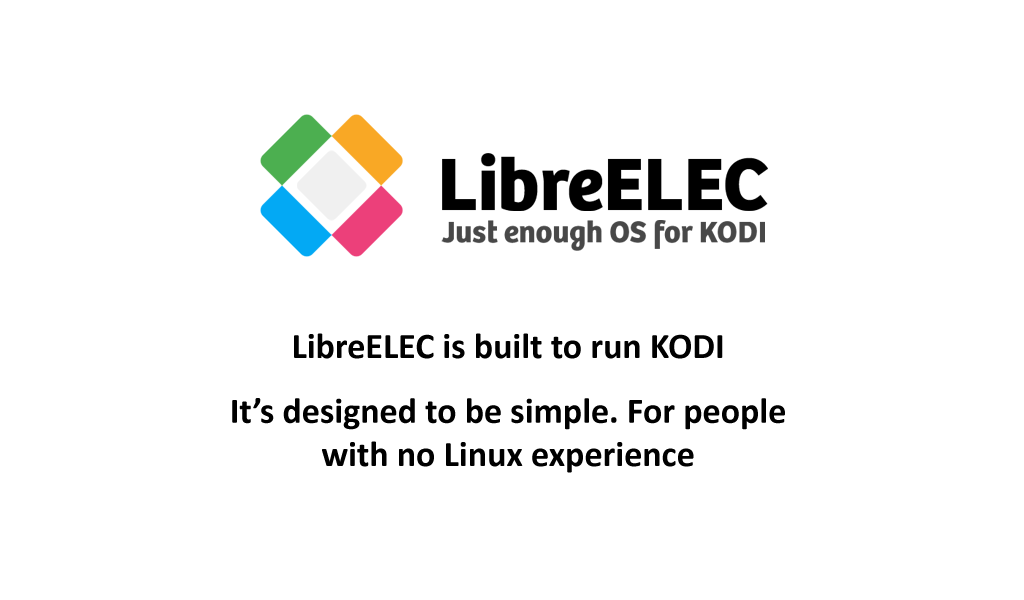 LibreELEC
Just enough OS for KODI
LibreELEC is built to run KODI
It’s designed to be simple. For people
with no Linux experience